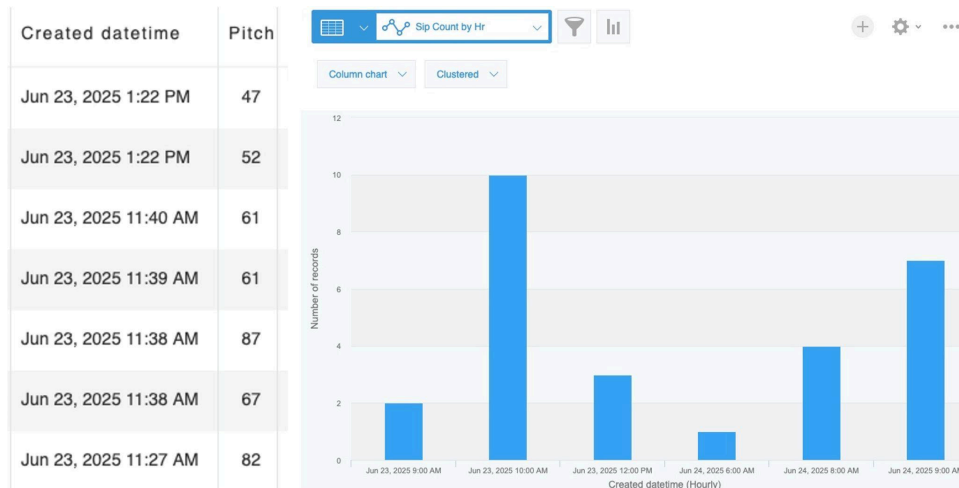 Created datetime Pitch
Jun 23, 2025 1:22 PM 47
Jun 23, 2025 1:22 PM 52
Jun 23, 2025 11:40 AM 61
Jun 23, 2025 11:39 AM 61
Jun 23, 2025 11:38 AM 87
Jun 23, 2025 11:38 AM 67
Jun 23, 2025 11:27 AM 82
Sip Count by Hr
Column chart Clustered
Number of records
12
10
8
6
4
2
0
Jun 23, 2025 9:00 AM Jun 23, 2025 10:00 AM Jun 23, 2025 12:00 PM Jun 24, 2025 6:00 AM Jun 24, 2025 8:00 AM Jun 24, 2025 9:00 AM
Created datetime (Hourly)